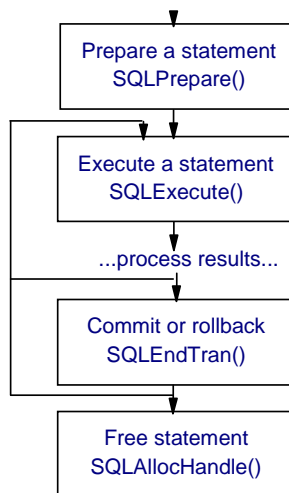 Prepare a statement
SQLPrepare()
Execute a statement
SQLExecute()
...process results...
Commit or rollback
SQLEndTran()
Free statement
SQLAllocHandle()